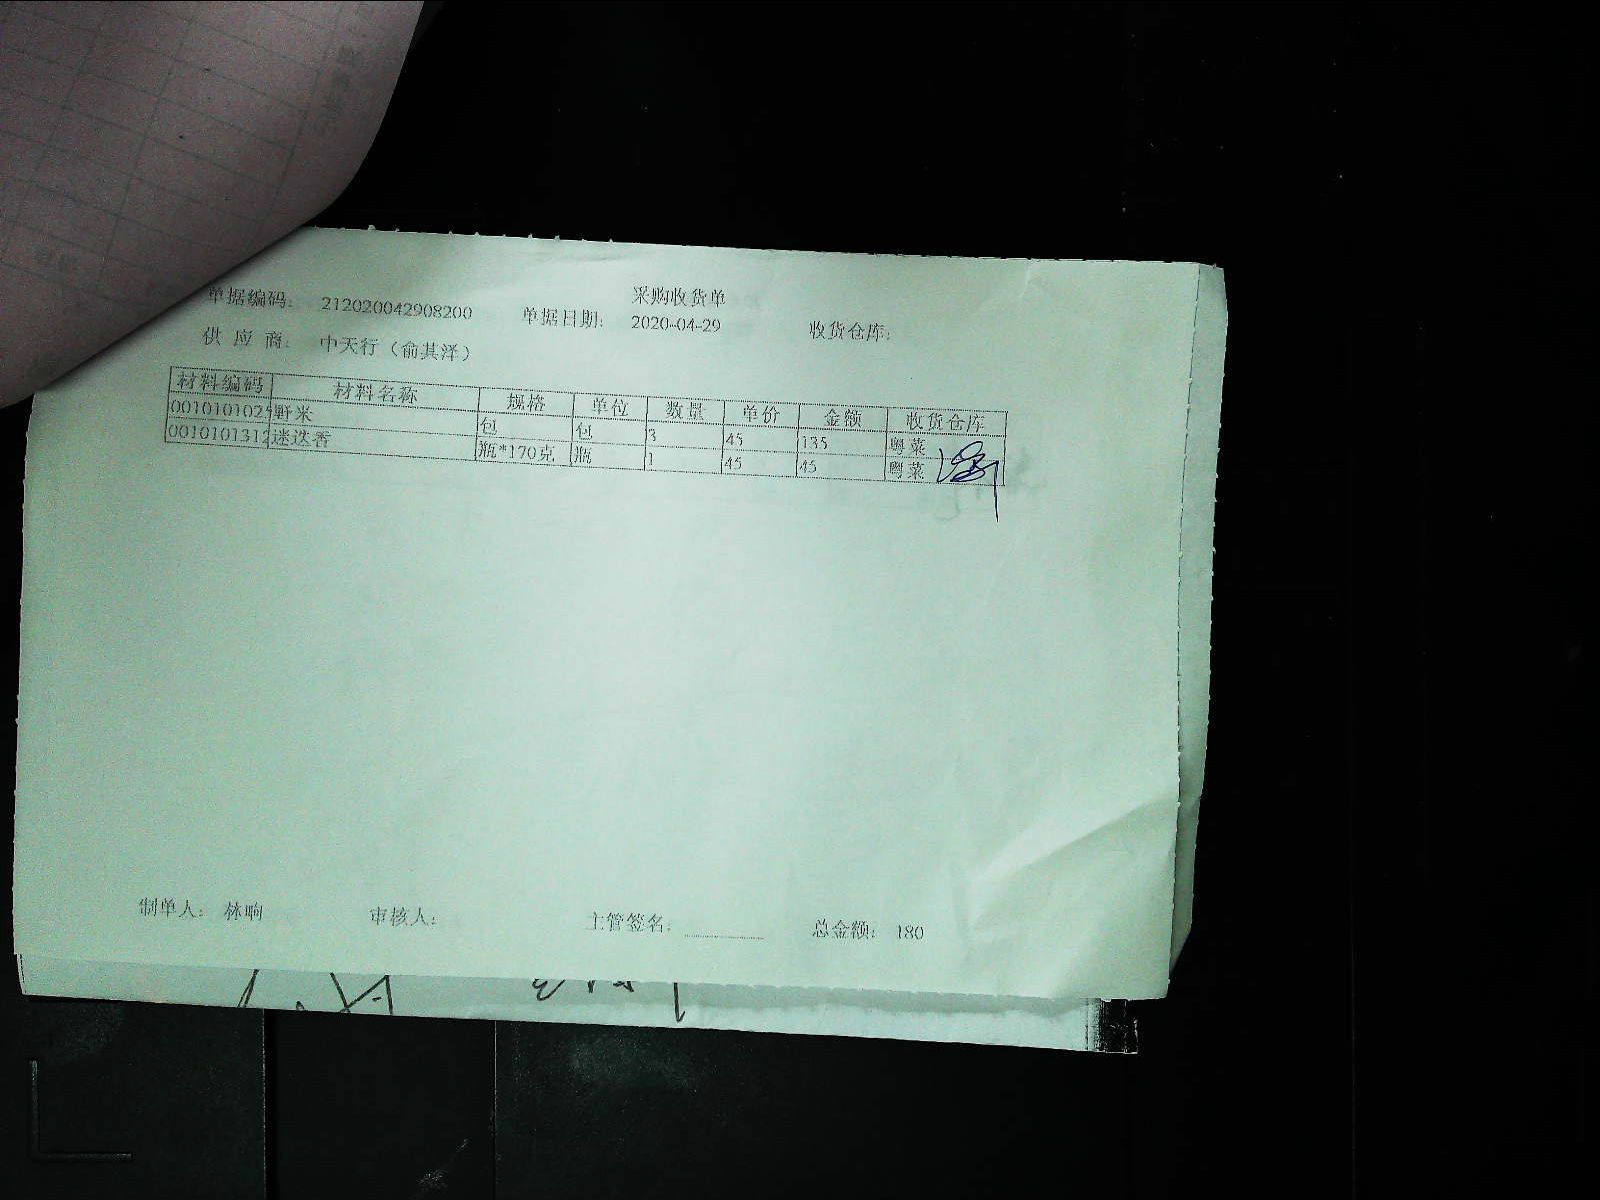 采购收货单
单据编码: 212020042908200 单据日期: 2020-04-29 收货仓库:
供 应 商: 中天行（俞其泽）
材料编码 材料名称 规格 单位 数量 单价 金额 收货仓库
0010101025 野米 包 包 3 45 135 粤菜
0010101312 迷迭香 瓶*170克 瓶 1 45 45 粤菜
制单人: 林晌 审核人: 主管签名: 总金额: 180